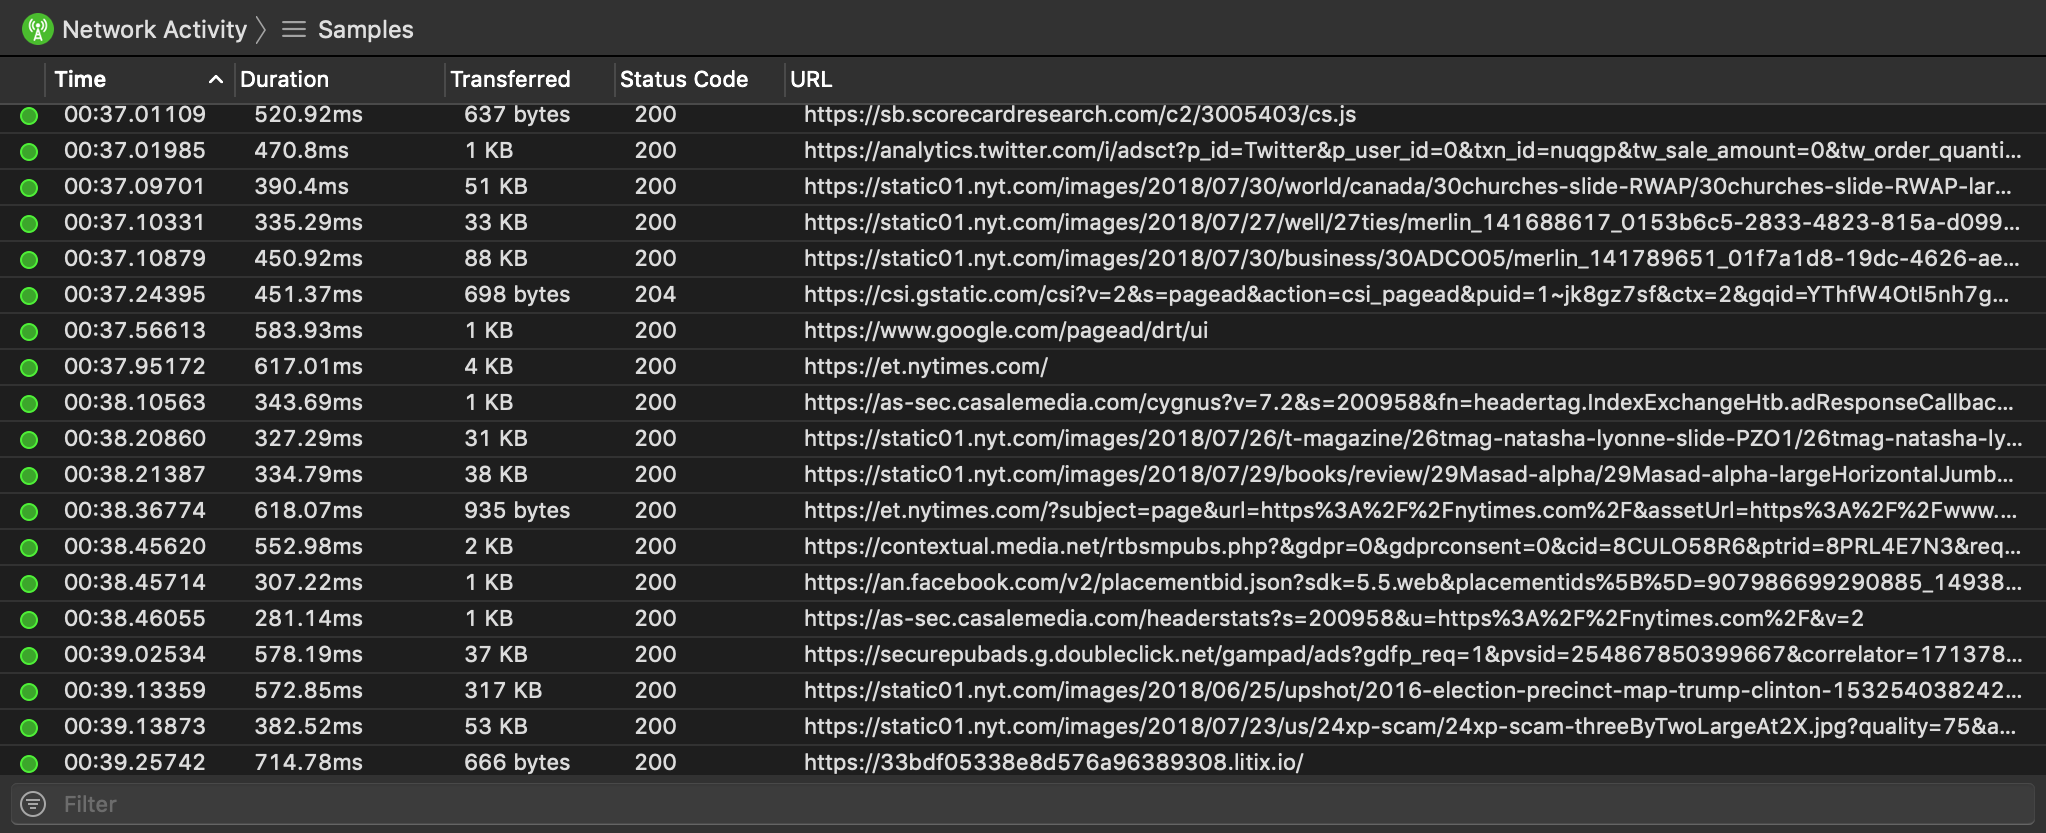 Network Activity Samples
Time Duration Transferred Status Code URL
00:37.01109 520.92ms 637 bytes 200 https://sb.scorecardresearch.com/c2/3005403/cs.js
00:37.01985 470.8ms 1 KB 200 https://analytics.twitter.com/i/adsct?p_id=Twitter&p_user_id=0&txn_id=nuqgp&tw_sale_amount=0&tw_order_quanti...
00:37.09701 390.4ms 51 KB 200 https://static01.nyt.com/images/2018/07/30/world/canada/30churches-slide-RWAP/30churches-slide-RWAP-lar...
00:37.10331 335.29ms 33 KB 200 https://static01.nyt.com/images/2018/07/27/well/27ties/merlin_141688617_0153b6c5-2833-4823-815a-d099...
00:37.10879 450.92ms 88 KB 200 https://static01.nyt.com/images/2018/07/30/business/30ADCO05/merlin_141789651_01f7a1d8-19dc-4626-ae...
00:37.24395 451.37ms 698 bytes 204 https://csi.gstatic.com/csi?v=2&s=pagead&action=csi_pagead&puid=1~jk8gz7sf&ctx=2&gqid=YThfW4OtI5nh7g...
00:37.56613 583.93ms 1 KB 200 https://www.google.com/pagead/drt/ui
00:37.95172 617.01ms 4 KB 200 https://et.nytimes.com/
00:38.10563 343.69ms 1 KB 200 https://as-sec.casalemedia.com/cygnus?v=7.2&s=200958&fn=headertag.IndexExchangeHtb.adResponseCallbac...
00:38.20860 327.29ms 31 KB 200 https://static01.nyt.com/images/2018/07/26/t-magazine/26tmag-natasha-lyonne-slide-PZO1/26tmag-natasha-ly...
00:38.21387 334.79ms 38 KB 200 https://static01.nyt.com/images/2018/07/29/books/review/29Masad-alpha/29Masad-alpha-largeHorizontalJumb...
00:38.36774 618.07ms 935 bytes 200 https://et.nytimes.com/?subject=page&url=https%3A%2F%2Fnytimes.com%2F&assetUrl=https%3A%2F%2Fwww....
00:38.45620 552.98ms 2 KB 200 https://contextual.media.net/rtbsmpubs.php?&gdpr=0&gdprconsent=0&cid=8CULO58R6&ptrid=8PRL4E7N3&req...
00:38.45714 307.22ms 1 KB 200 https://an.facebook.com/v2/placementbid.json?sdk=5.5.web&placementids%5B%5D=907986699290885_14938...
00:38.46055 281.14ms 1 KB 200 https://as-sec.casalemedia.com/headerstats?s=200958&u=https%3A%2F%2Fnytimes.com%2F&v=2
00:39.02534 578.19ms 37 KB 200 https://securepubads.g.doubleclick.net/gampad/ads?gdfp_req=1&pvsid=254867850399667&correlator=171378...
00:39.13359 572.85ms 317 KB 200 https://static01.nyt.com/images/2018/06/25/upshot/2016-election-precinct-map-trump-clinton-153254038242...
00:39.13873 382.52ms 53 KB 200 https://static01.nyt.com/images/2018/07/23/us/24xp-scam/24xp-scam-threeByTwoLargeAt2X.jpg?quality=75&a...
00:39.25742 714.78ms 666 bytes 200 https://33bdf05338e8d576a96389308.litix.io/
Filter